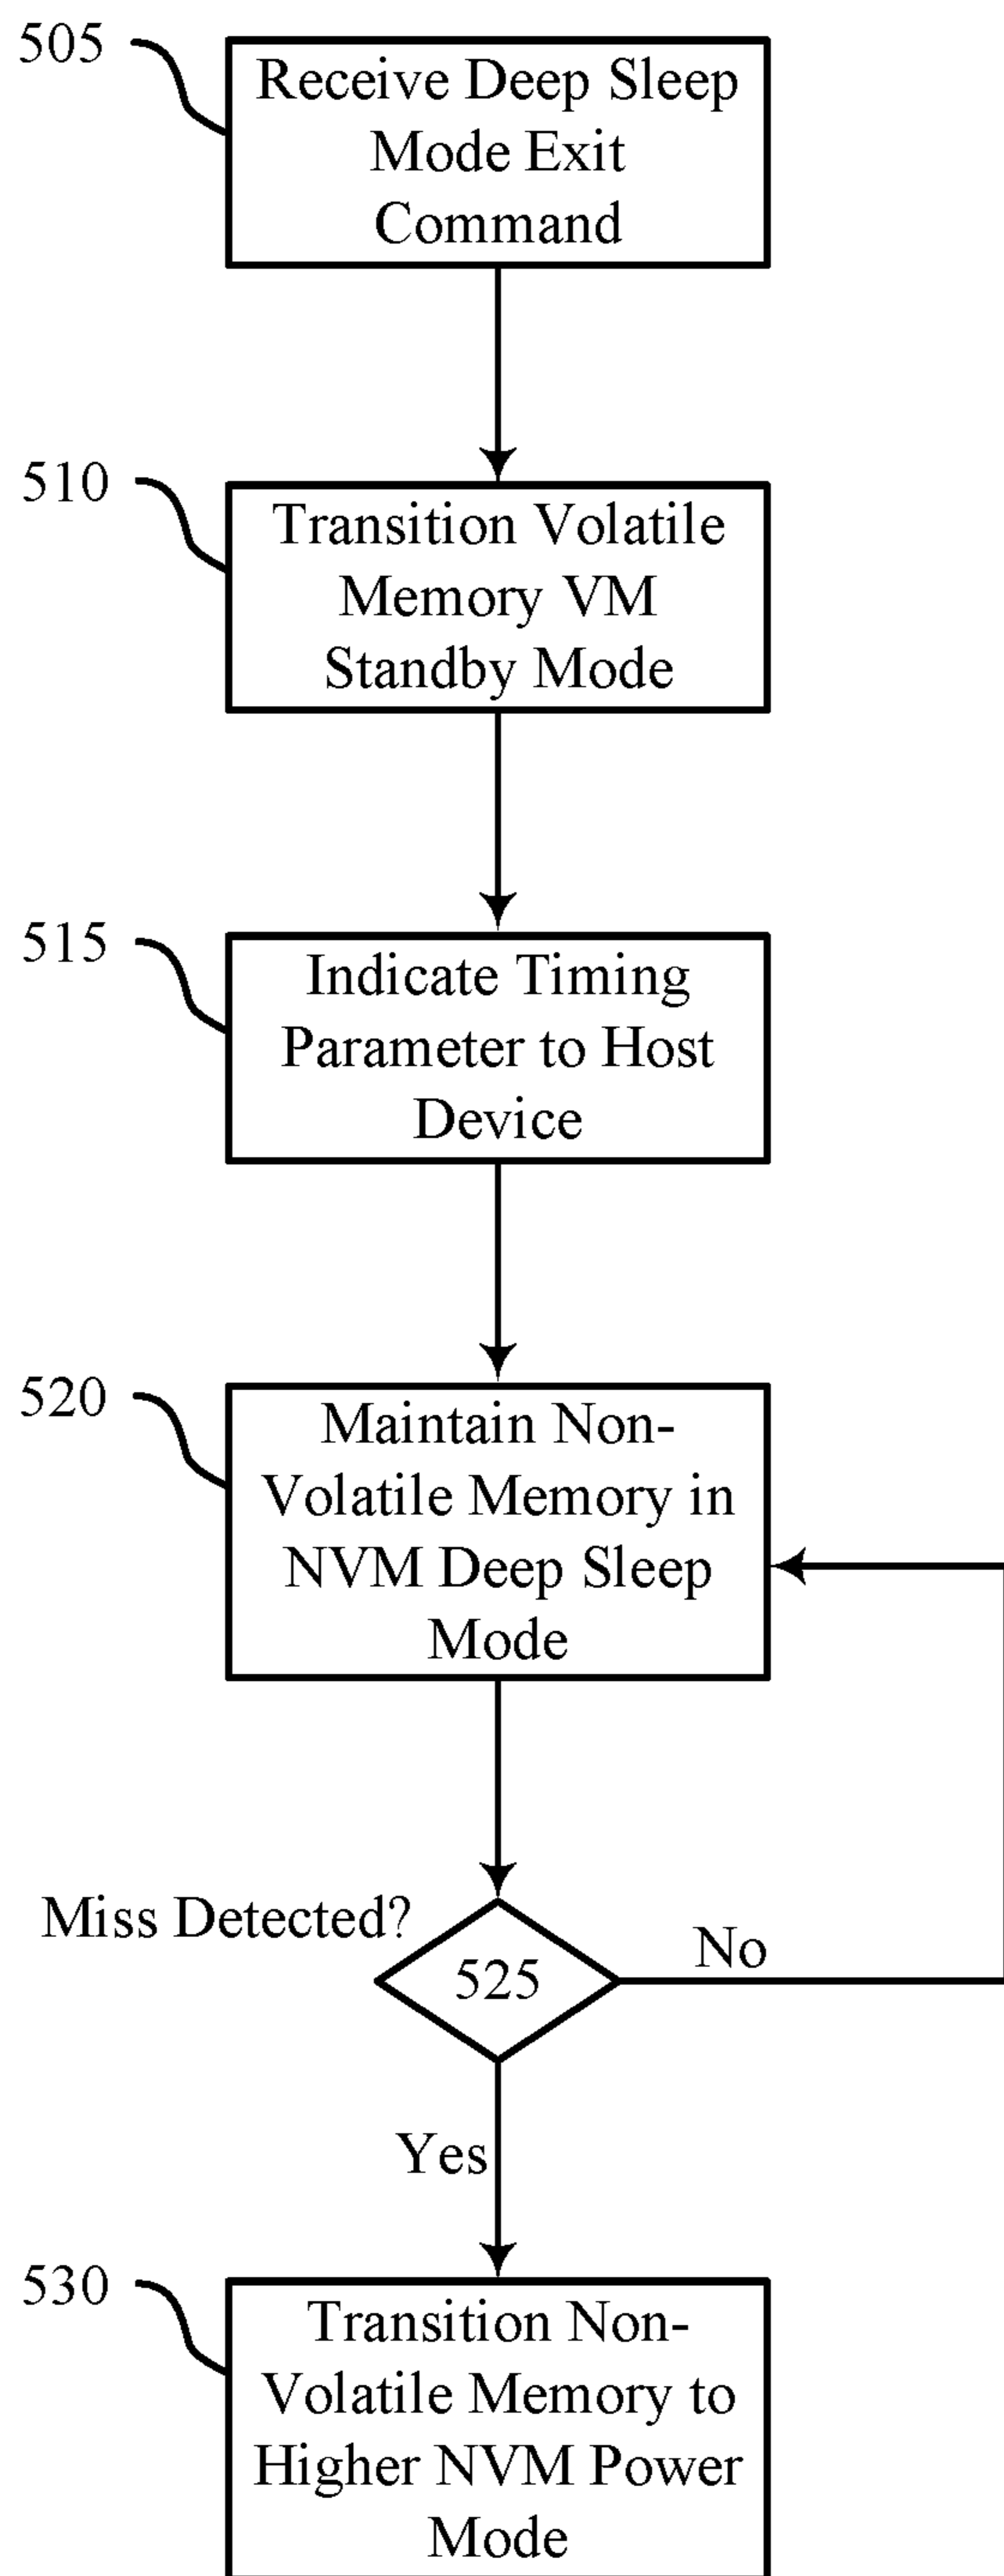 505
Receive Deep Sleep
Mode Exit
Command
510
Transition Volatile
Memory VM
Standby Mode
515
Indicate Timing
Parameter to Host
Device
520
Maintain Non-
Volatile Memory in
NVM Deep Sleep
Mode
Miss Detected?
525
No
Yes
530
Transition Non-
Volatile Memory to
Higher NVM Power
Mode